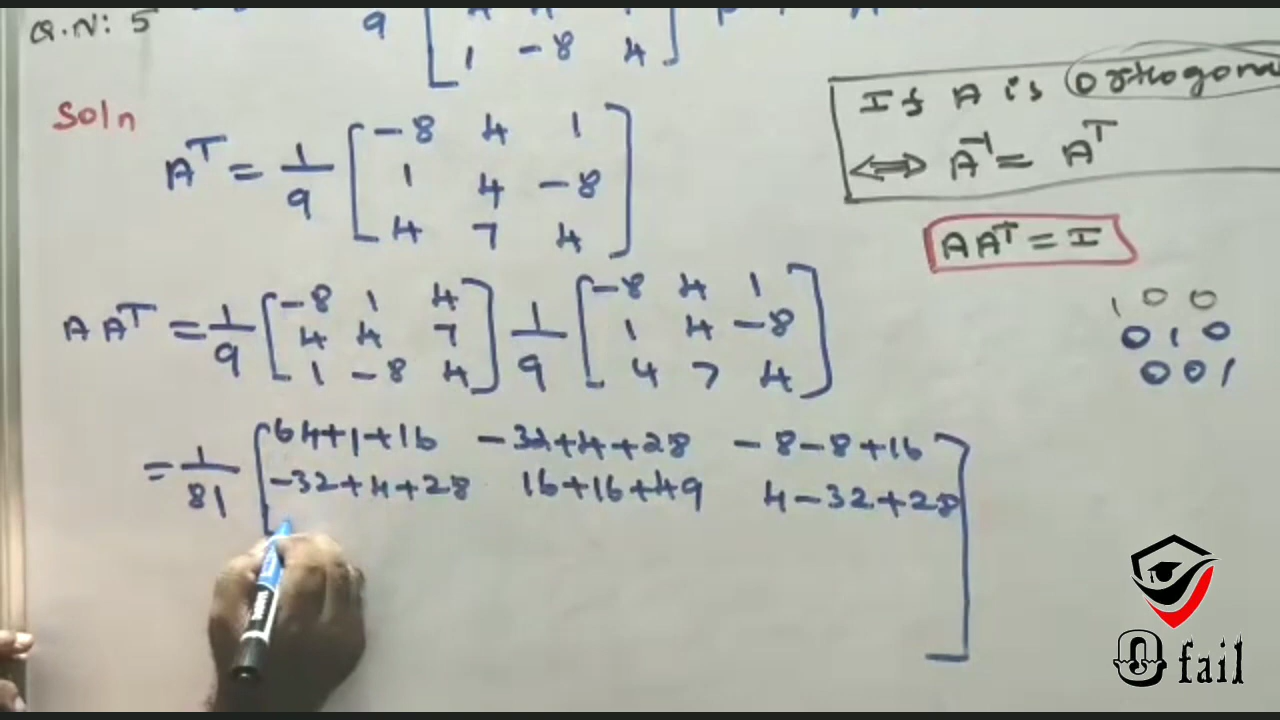 Q.N: 5
9
1 -8 4
Soln
A^T = 1/9 [ -8 4 1
1 4 -8
4 7 4 ]
If A is orthogonal
⟺ A^-1 = A^T
AA^T = I
1 0 0
0 1 0
0 0 1
AA^T = 1/9 [ -8 1 4 ] 1/9 [ -8 4 1 ]
4 4 7 1 4 -8
1 -8 4 4 7 4
= 1/81 [ 64+1+16 -32+4+28 -8-8+16 ]
-32+4+28 16+16+49 4-32+28
0 fail